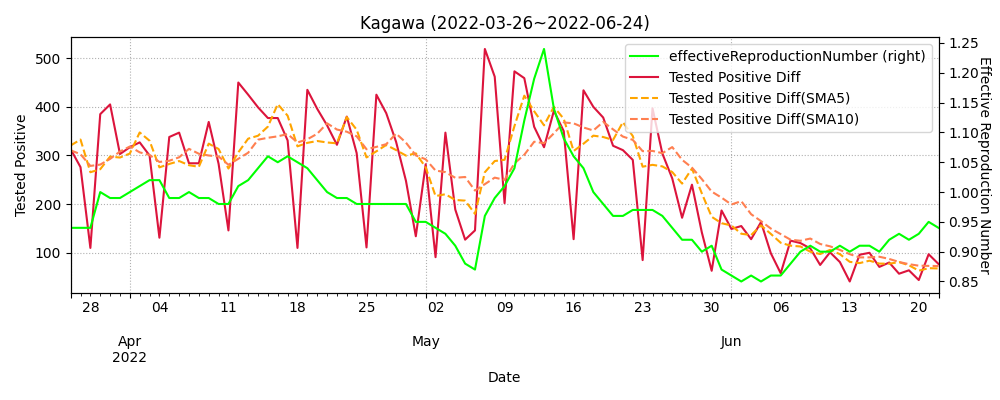 Kagawa (2022-03-26~2022-06-24)
effectiveReproductionNumber (right)
Tested Positive Diff
Tested Positive Diff(SMA5)
Tested Positive Diff(SMA10)
Tested Positive
500
400
300
200
100
1.25
1.20
1.15
1.10
1.05
1.00
0.95
0.90
0.85
Effective Reproduction Number
28 04 11 18 25 02 09 16 23 30 06 13 20
Apr May Jun
2022
Date